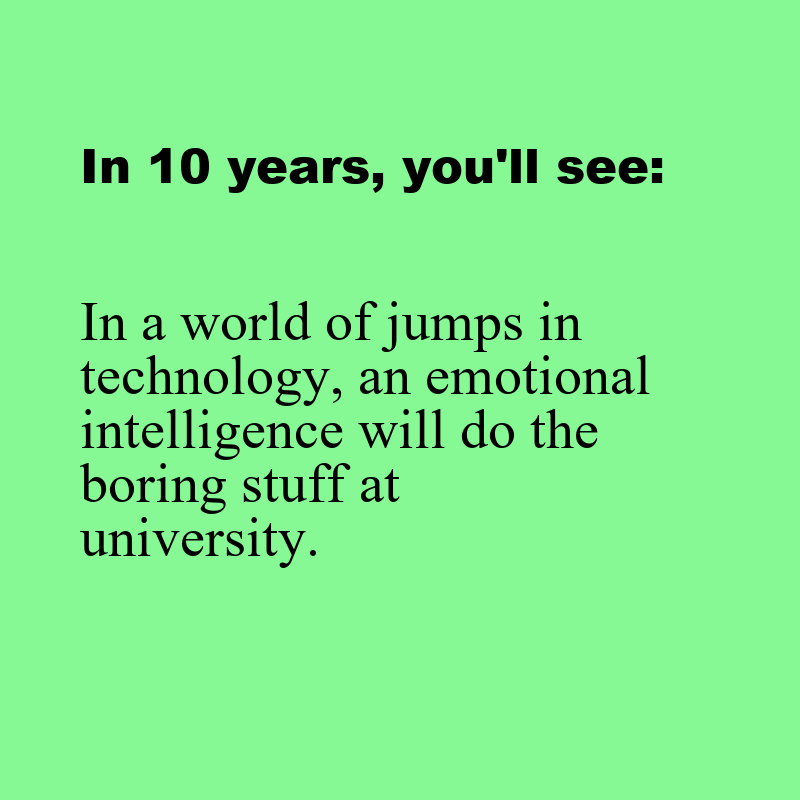 In 10 years, you'll see:
In a world of jumps in
technology, an emotional
intelligence will do the
boring stuff at
university.